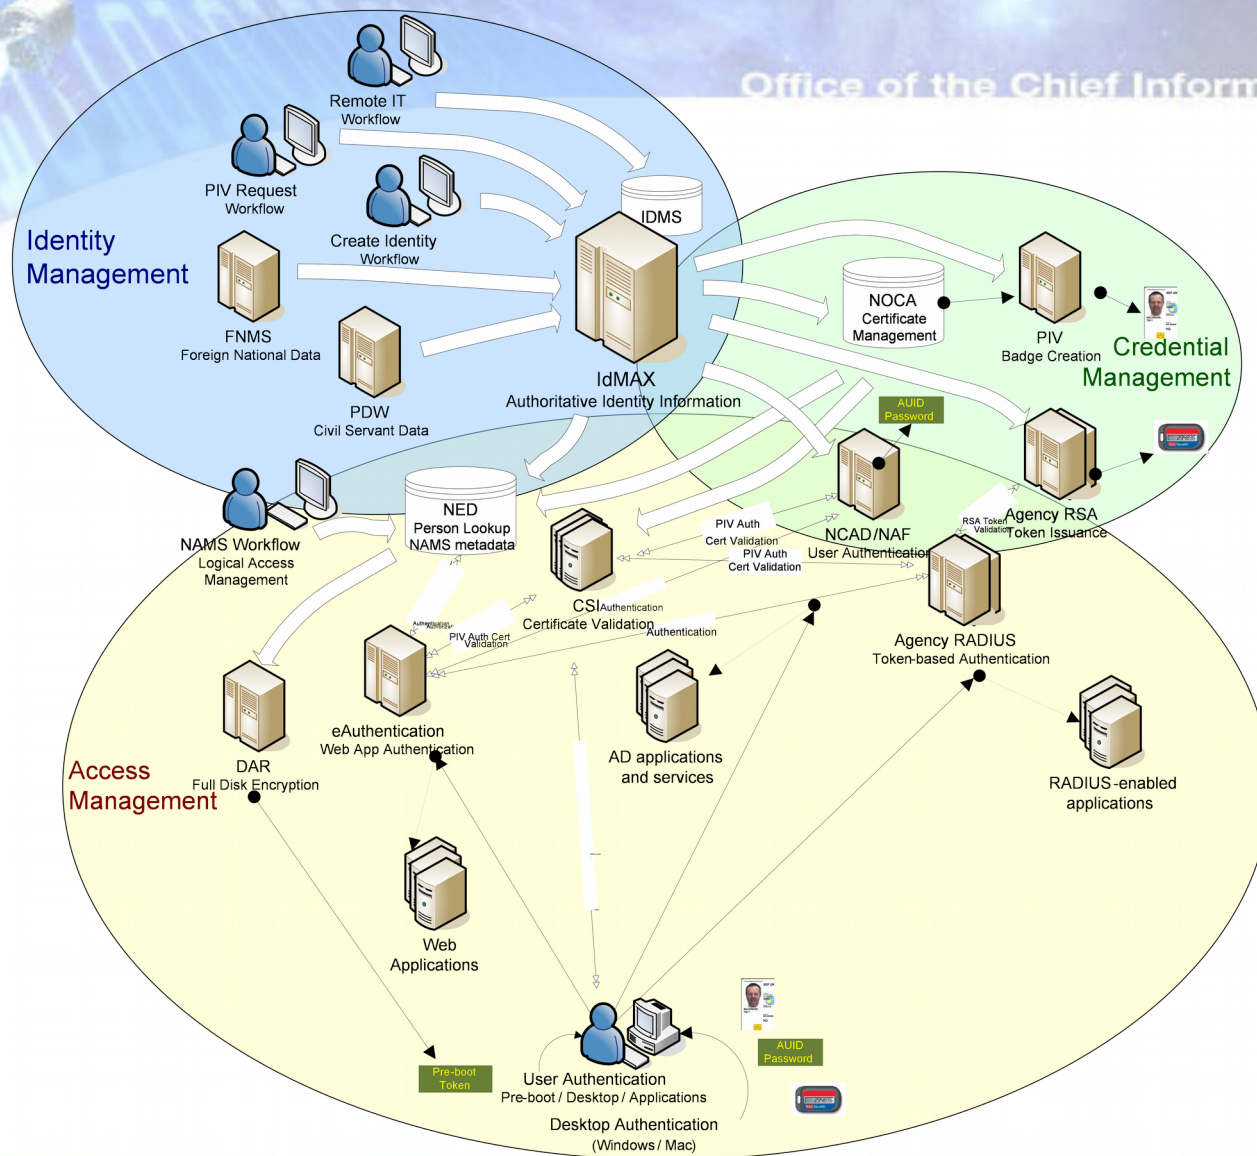 Office of the Chief Inform
Remote IT
Workflow
PIV Request
Workflow
Create Identity
Workflow
IDMS
Identity
Management
FNMS
Foreign National Data
PDW
Civil Servant Data
IdMAX
Authoritative Identity Information
NOCA
Certificate
Management
PIV
Badge Creation
Credential
Management
AUID
Password
NED
Person Lookup
NAMS metadata
NAMS Workflow
Logical Access
Management
PIV Auth
Cert Validation
PIV Auth
Cert Validation
NCAD/NAF
User Authentication
RSA Token
Validation
Agency RSA
Token Issuance
CSI
Authentication
Certificate Validation
Authentication
Authentication
PIV Auth Cert
Validation
Agency RADIUS
Token-based Authentication
eAuthentication
Web App Authentication
DAR
Full Disk Encryption
Access
Management
AD applications
and services
RADIUS-enabled
applications
Web
Applications
Pre-boot
Token
User Authentication
Pre-boot / Desktop / Applications
Desktop Authentication
(Windows / Mac)
AUID
Password